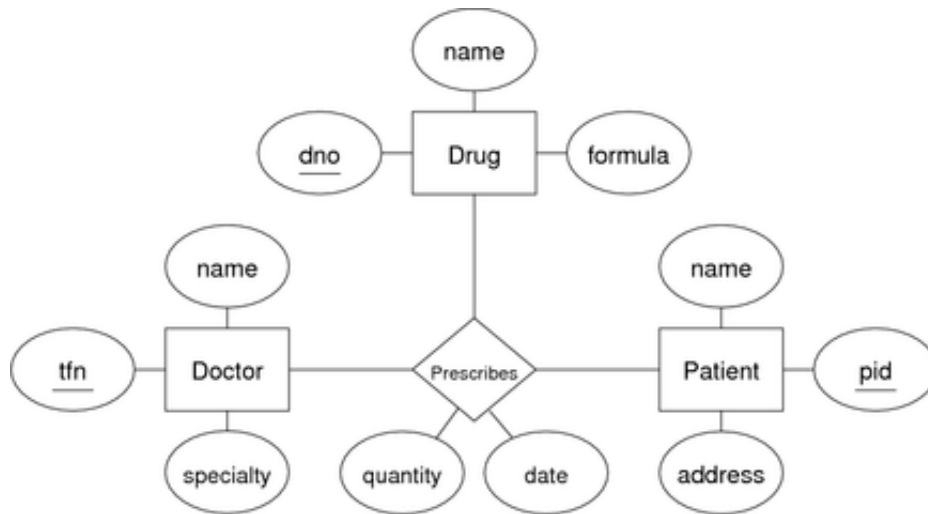 name
dno
Drug
formula
name
name
tfn
Doctor
Prescribes
Patient
pid
specialty
quantity
date
address